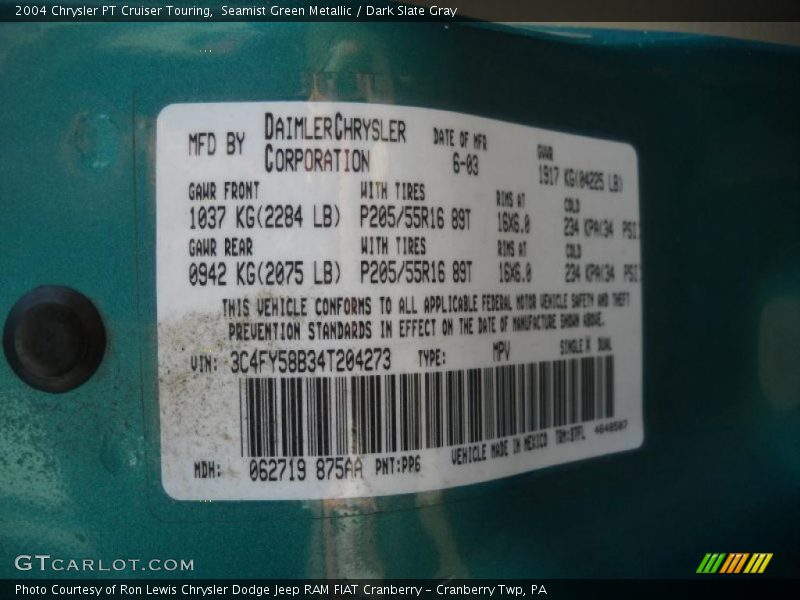 2004 Chrysler PT Cruiser Touring,  Seamist Green Metallic / Dark Slate Gray
MFD BY DAIMLERCHRYSLER CORPORATION DATE OF MFR 6-03 GVWR 1917 KG(04225 LB)
GAWR FRONT WITH TIRES RIMS AT COLD
1037 KG(2284 LB) P205/55R16 89T 16X6.0 234 KPA(34 PSI)
GAWR REAR WITH TIRES RIMS AT COLD
0942 KG(2075 LB) P205/55R16 89T 16X6.0 234 KPA(34 PSI)
THIS VEHICLE CONFORMS TO ALL APPLICABLE FEDERAL MOTOR VEHICLE SAFETY AND THEFT
PREVENTION STANDARDS IN EFFECT ON THE DATE OF MANUFACTURE SHOWN ABOVE.
VIN: 3C4FY58B34T204273 TYPE: MPV SINGLE X DUAL
MDH: 062719 875AA PNT:PPG VEHICLE MADE IN MEXICO 4648507
GTCARLOT.COM
Photo Courtesy of Ron Lewis Chrysler Dodge Jeep RAM FIAT Cranberry - Cranberry Twp, PA